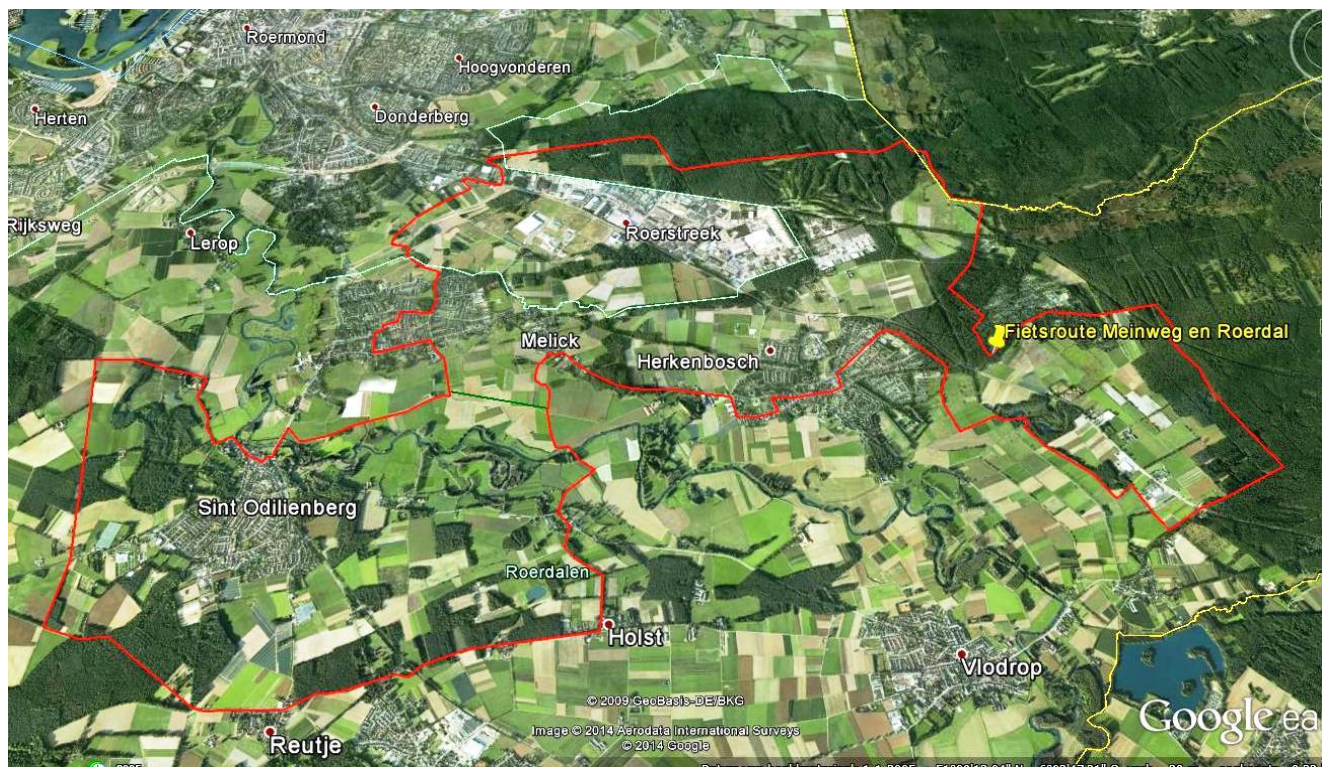 Roermond
Hoogvonderen
Herten
Donderberg
Rijksweg
Lerop
Roerstreek
Fietsroute Meinweg en Roerdal
Melick
Herkenbosch
Sint Odilienberg
Roerdalen
Holst
Vlodrop
© 2009 GeoBasis-DE/BKG
Image © 2014 Aerodata International Surveys
© 2014 Google
Google ea
Reutje